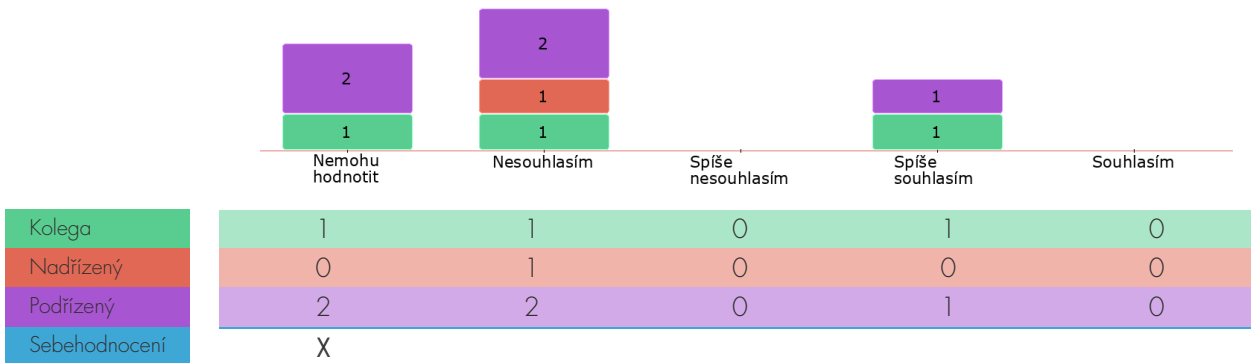 2
2
1
1
1
1
1
Nemohu
hodnotit
Nesouhlasím
Spíše
nesouhlasím
Spíše
souhlasím
Souhlasím
Kolega 1 1 0 1 0
Nadřízený 0 1 0 0 0
Podřízený 2 2 0 1 0
Sebehodnocení X